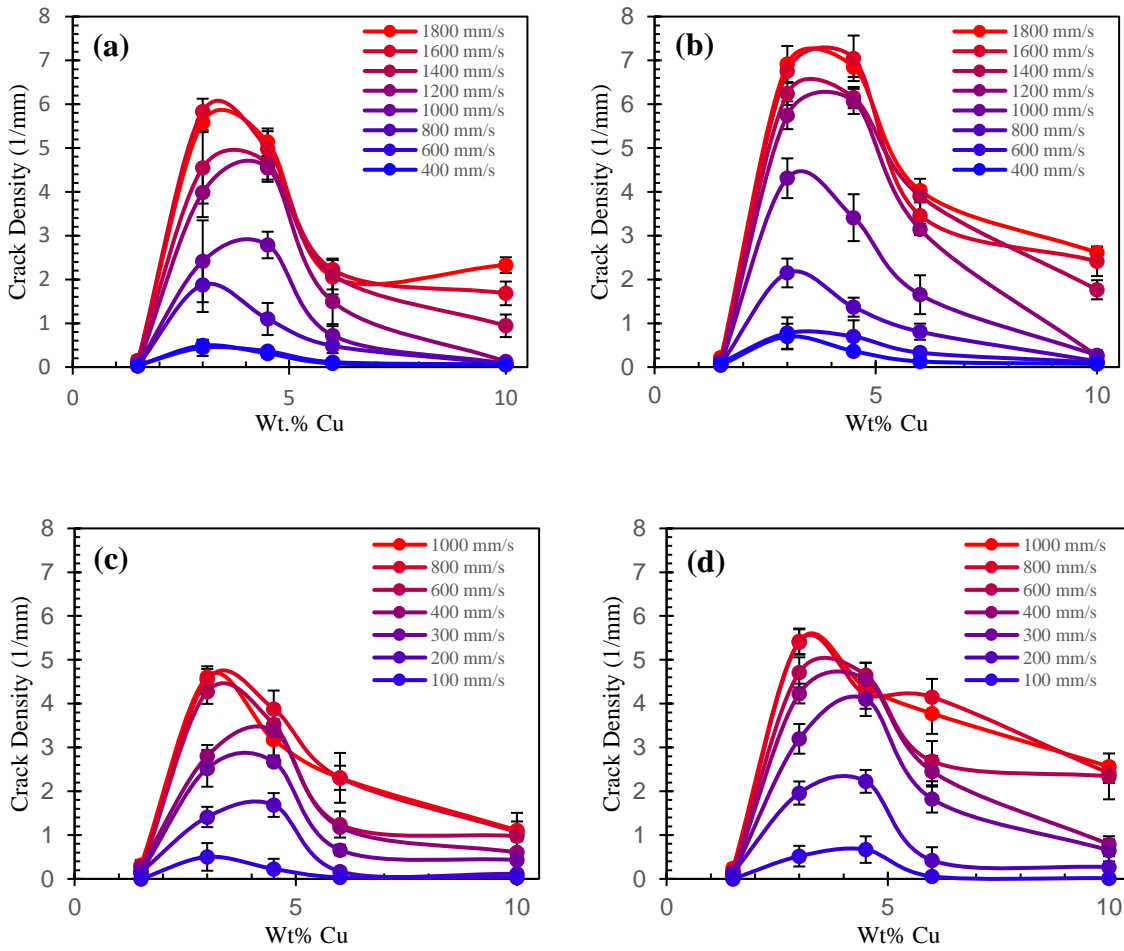 (a)
1800 mm/s
1600 mm/s
1400 mm/s
1200 mm/s
1000 mm/s
800 mm/s
600 mm/s
400 mm/s
8
7
6
5
4
3
2
1
0
0
5
10
Crack Density (1/mm)
Wt.% Cu
(b)
1800 mm/s
1600 mm/s
1400 mm/s
1200 mm/s
1000 mm/s
800 mm/s
600 mm/s
400 mm/s
8
7
6
5
4
3
2
1
0
0
5
10
Crack Density (1/mm)
Wt% Cu
(c)
1000 mm/s
800 mm/s
600 mm/s
400 mm/s
300 mm/s
200 mm/s
100 mm/s
8
7
6
5
4
3
2
1
0
0
5
10
Crack Density (1/mm)
Wt% Cu
(d)
1000 mm/s
800 mm/s
600 mm/s
400 mm/s
300 mm/s
200 mm/s
100 mm/s
8
7
6
5
4
3
2
1
0
0
5
10
Crack Density (1/mm)
Wt% Cu